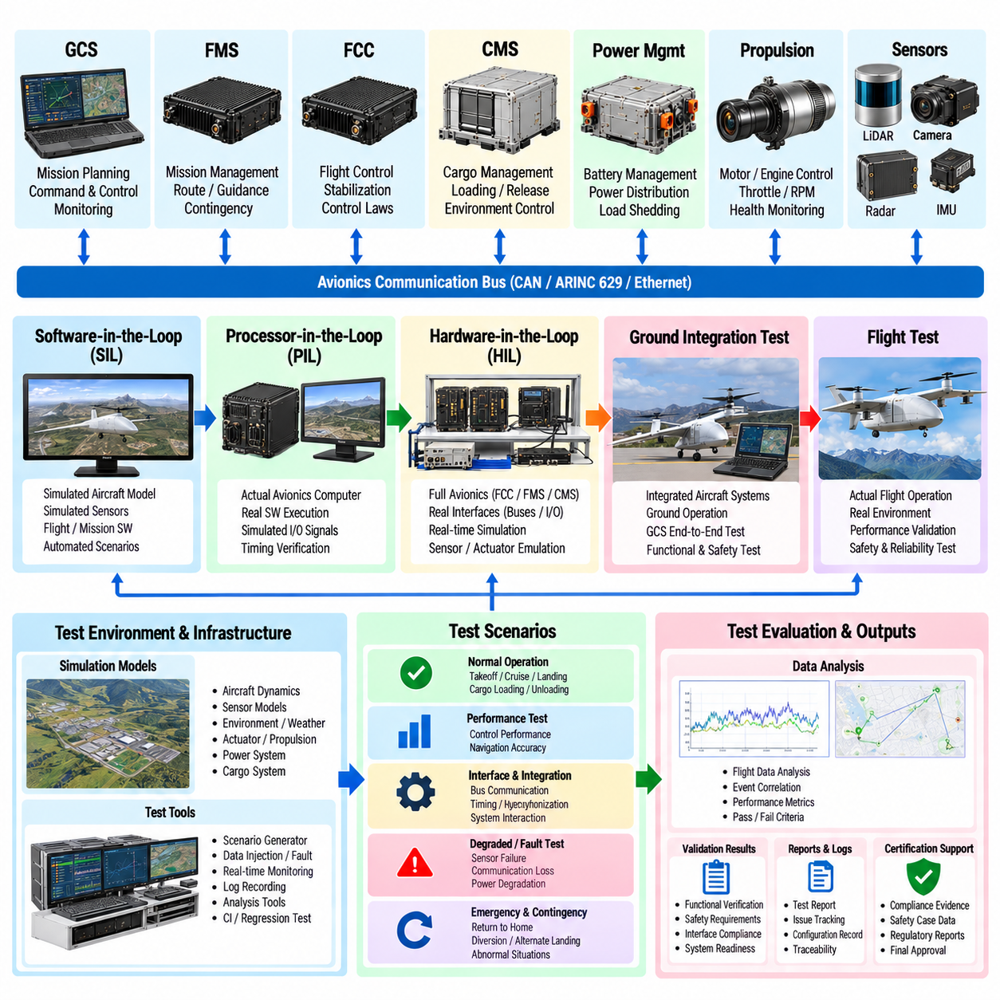 GCS
Mission Planning
Command & Control
Monitoring
FMS
Mission Management
Route / Guidance
Contingency
FCC
Flight Control
Stabilization
Control Laws
CMS
Cargo Management
Loading / Release
Environment Control
Power Mgmt
Battery Management
Power Distribution
Load Shedding
Propulsion
Motor / Engine Control
Throttle / RPM
Health Monitoring
Sensors
LiDAR
Camera
Radar
IMU
Avionics Communication Bus (CAN / ARINC 629 / Ethernet)
Software-in-the-Loop
(SIL)
Simulated Aircraft Model
Simulated Sensors
Flight / Mission SW
Automated Scenarios
Processor-in-the-Loop
(PIL)
Actual Avionics Computer
Real SW Execution
Simulated I/O Signals
Timing Verification
Hardware-in-the-Loop
(HIL)
Full Avionics (FCC / FMS / CMS)
Real Interfaces (Buses / I/O)
Real-time Simulation
Sensor / Actuator Emulation
Ground Integration Test
Integrated Aircraft Systems
Ground Operation
GCS End-to-End Test
Functional & Safety Test
Flight Test
Actual Flight Operation
Real Environment
Performance Validation
Safety & Reliability Test
Test Environment & Infrastructure
Simulation Models
• Aircraft Dynamics
• Sensor Models
• Environment / Weather
• Actuator / Propulsion
• Power System
• Cargo System
Test Tools
• Scenario Generator
• Data Injection / Fault
• Real-time Monitoring
• Log Recording
• Analysis Tools
• CI / Regression Test
Test Scenarios
Normal Operation
Takeoff / Cruise / Landing
Cargo Loading / Unloading
Performance Test
Control Performance
Navigation Accuracy
Interface & Integration
Bus Communication
Timing /
System Interaction
Degraded / Fault Test
Sensor Failure
Communication Loss
Power Degradation
Emergency & Contingency
Return to Home
Diversion / Alternate Landing
Abnormal Situations
Test Evaluation & Outputs
Data Analysis
• Flight Data Analysis
• Event Correlation
• Performance Metrics
• Pass / Fail Criteria
Validation Results
• Functional Verification
• Safety Requirements
• Interface Compliance
• System Readiness
Reports & Logs
• Test Report
• Issue Tracking
• Configuration Record
• Traceability
Certification Support
• Compliance Evidence
• Safety Case Data
• Regulatory Reports
• Final Approval